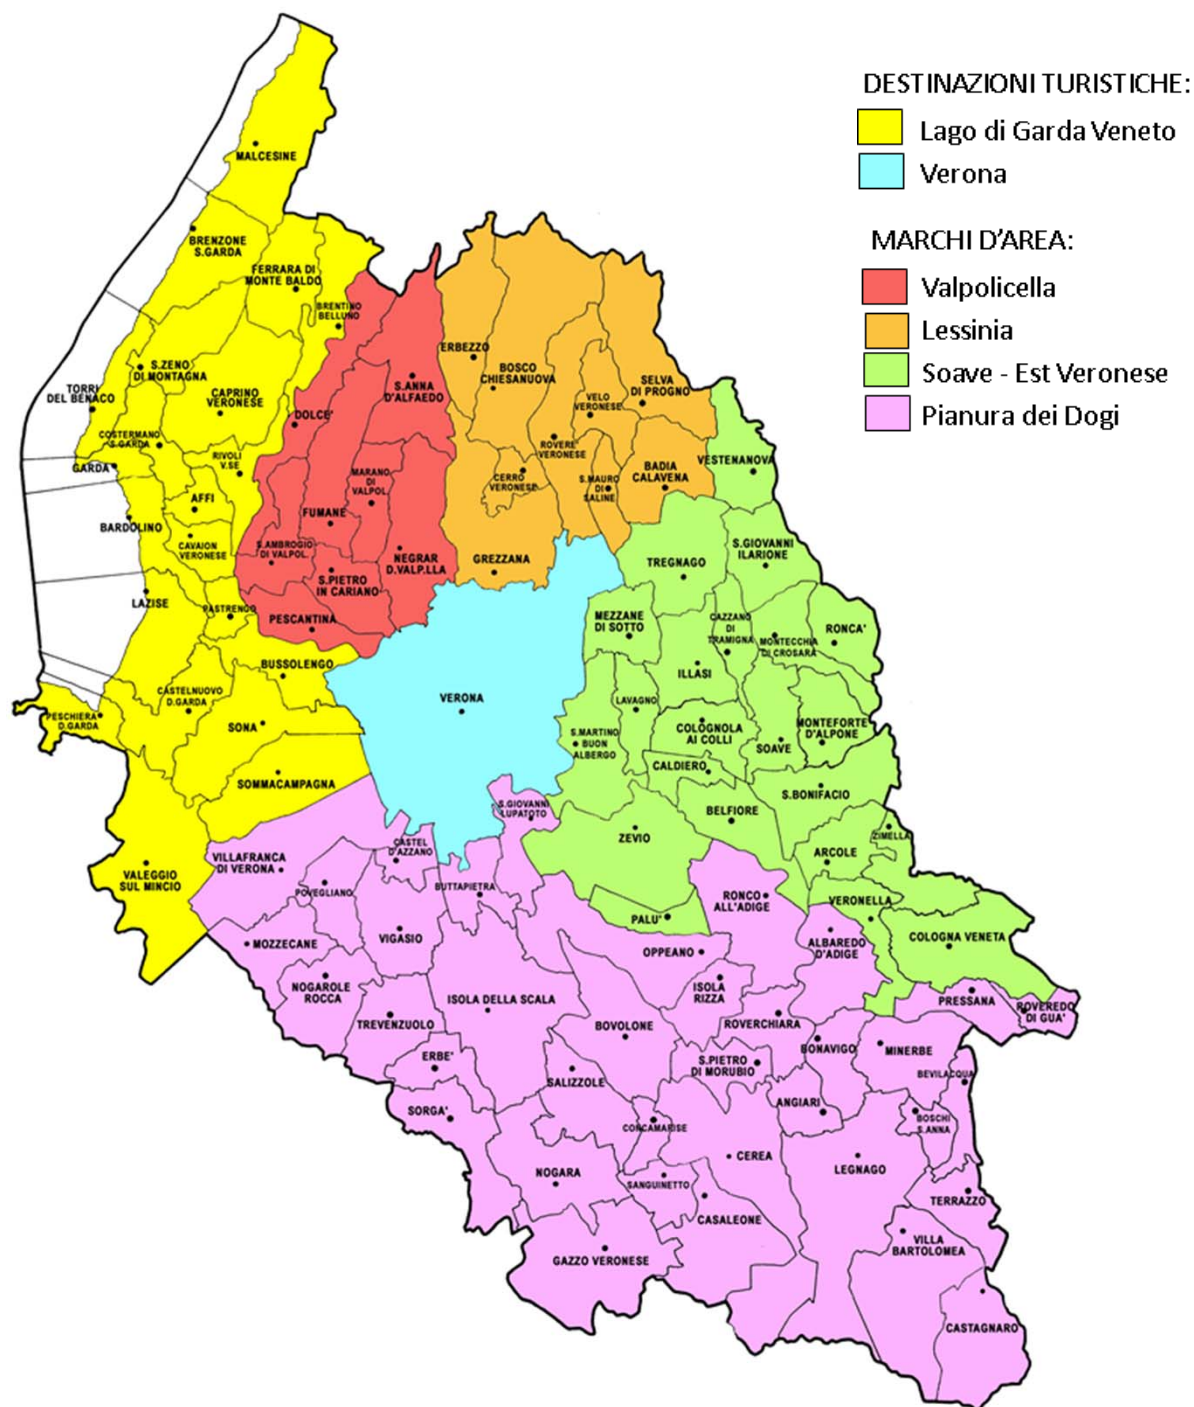 DESTINAZIONI TURISTICHE:
Lago di Garda Veneto
Verona
MARCHI D'AREA:
Valpolicella
Lessinia
Soave - Est Veronese
Pianura dei Dogi
MALCESINE
BRENZONE
S.GARDA
FERRARA DI
MONTE BALDO
BRENTINO
BELLUNO
S.ZENO
DI MONTAGNA
TORRI
DEL BENACO
CAPRINO
VERONESE
COSTERMANO
S.GARDA
RIVOLI
V.SE
GARDA
AFFI
BARDOLINO
CAVAION
VERONESE
LAZISE
PASTRENGO
BUSSOLENGO
CASTELNUOVO
D.GARDA
PESCHIERA
D.GARDA
SONA
SOMMACAMPAGNA
VALEGGIO
SUL MINCIO
DOLCE'
S.ANNA
D'ALFAEDO
MARANO
DI
VALPOL.
FUMANE
S.AMBROGIO
DI VALPOL.
S.PIETRO
IN CARIANO
NEGRAR
D.VALP.LLA
PESCANTINA
ERBEZZO
BOSCO
CHIESANUOVA
VELO
VERONESE
SELVA
DI PROGNO
ROVERE'
VERONESE
CERRO
VERONESE
S.MAURO
DI
SALINE
BADIA
CALAVENA
GREZZANA
VERONA
VESTENANOVA
TREGNAGO
S.GIOVANNI
ILARIONE
MEZZANE
DI SOTTO
CAZZANO
DI
TRAMIGNA
MONTECCHIA
DI CROSARA
RONCA'
ILLASI
LAVAGNO
S.MARTINO
BUON
ALBERGO
COLOGNOLA
AI COLLI
SOAVE
MONTEFORTE
D'ALPONE
CALDIERO
S.BONIFACIO
BELFIORE
ZEVIO
ARCOLE
ZIMELLA
PALU'
VERONELLA
COLOGNA VENETA
S.GIOVANNI
LUPATOTO
VILLAFRANCA
DI VERONA
CASTEL
D'AZZANO
POVEGLIANO
BUTTAPIETRA
RONCO
ALL'ADIGE
MOZZECANE
VIGASIO
OPPEANO
ALBAREDO
D'ADIGE
NOGAROLE
ROCCA
ISOLA DELLA SCALA
ISOLA
RIZZA
PRESSANA
ROVEREDO
DI GUA'
TREVENZUOLO
BOVOLONE
ROVERCHIARA
BONAVIGO
MINERBE
ERBE'
SALIZZOLE
S.PIETRO
DI MORUBIO
BEVILACQUA
SORGA'
CONCAMARISE
ANGIARI
BOSCHI
S.ANNA
CEREA
LEGNAGO
NOGARA
SANGUINETTO
TERRAZZO
CASALEONE
VILLA
BARTOLOMEA
GAZZO VERONESE
CASTAGNARO